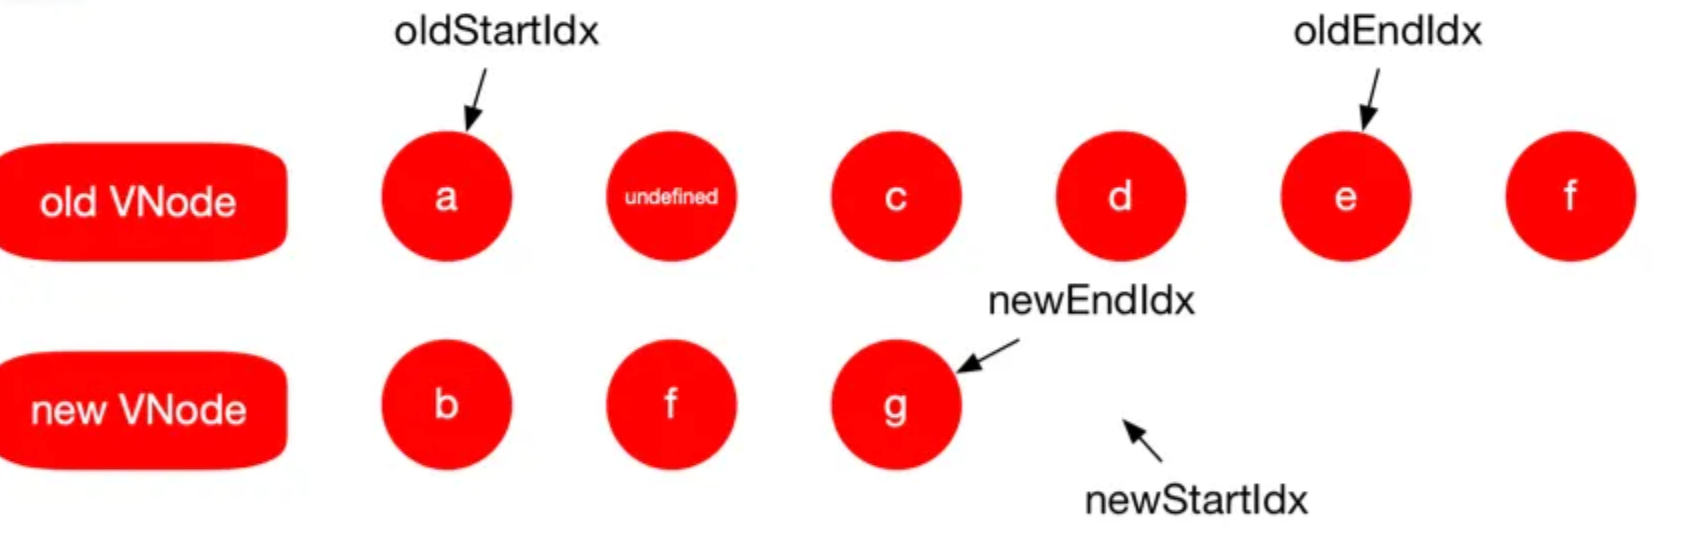 oldStartIdx
oldEndIdx
old VNode
a
undefined
c
d
e
f
newEndIdx
new VNode
b
f
g
newStartIdx